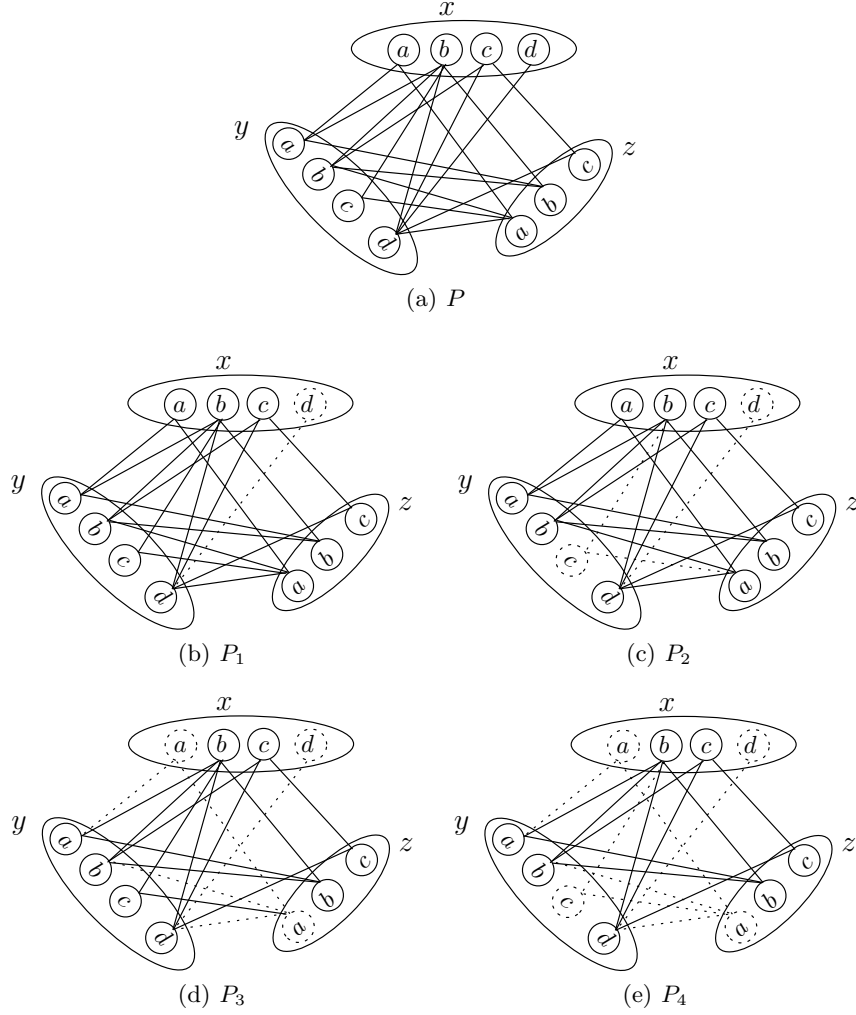 x
a b c d
y
a b c d
z
c b a
(a) P
x
a b c d
y
a b c d
z
c b a
(b) P₁
x
a b c d
y
a b c d
z
c b a
(c) P₂
x
a b c d
y
a b c d
z
c b a
(d) P₃
x
a b c d
y
a b c d
z
c b a
(e) P₄